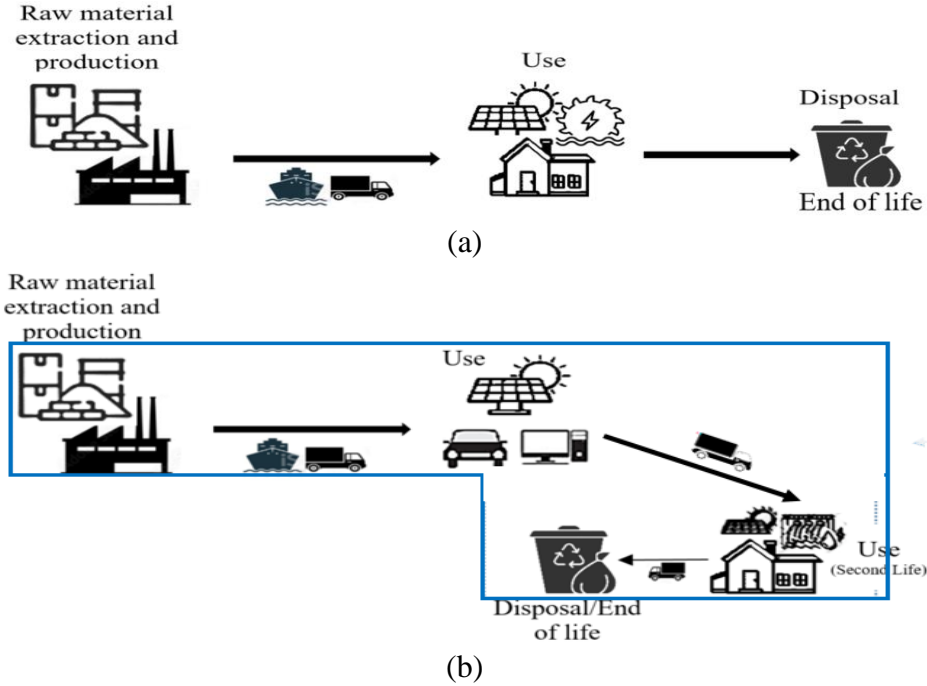 Raw material
extraction and
production
Use
Disposal
End of life
(a)
Raw material
extraction and
production
Use
Use
(Second Life)
Disposal/End
of life
(b)